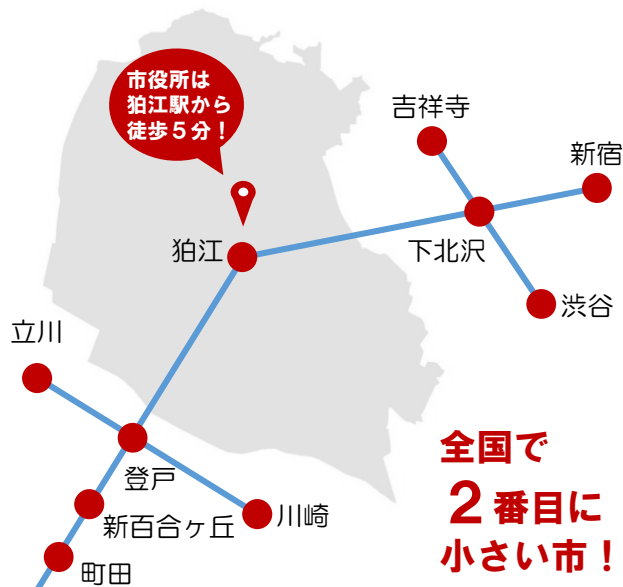 市役所は
狛江駅から
徒歩５分！
吉祥寺
新宿
狛江
下北沢
渋谷
立川
登戸
新百合ヶ丘
川崎
町田
全国で
２番目に
小さい市！